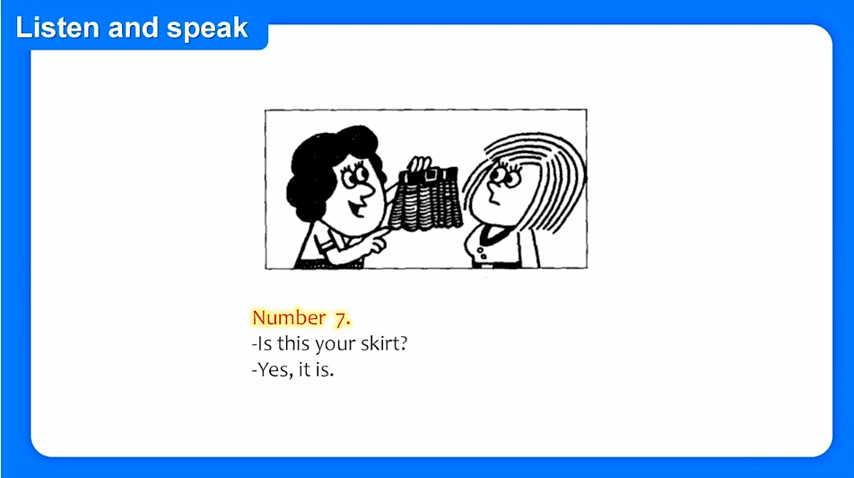 Listen and speak
Number 7.
-Is this your skirt?
-Yes, it is.